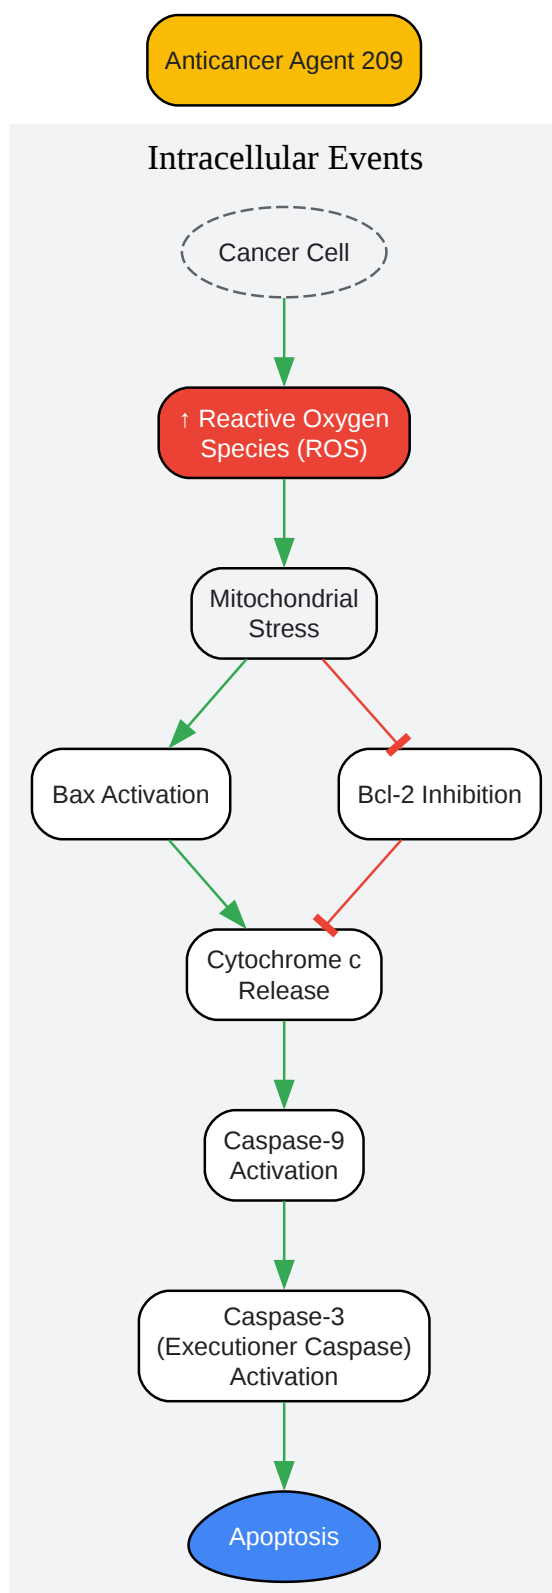 Anticancer Agent 209
Intracellular Events
Cancer Cell
↑ Reactive Oxygen
Species (ROS)
Mitochondrial
Stress
Bax Activation
Bcl-2 Inhibition
Cytochrome c
Release
Caspase-9
Activation
Caspase-3
(Executioner Caspase)
Activation
Apoptosis